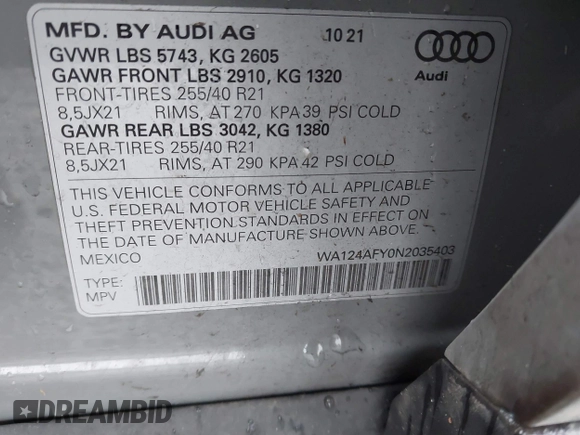 MFD. BY AUDI AG 10 21
GVWR LBS 5743, KG 2605
GAWR FRONT LBS 2910, KG 1320
FRONT-TIRES 255/40 R21
8,5JX21 RIMS, AT 270 KPA 39 PSI COLD
GAWR REAR LBS 3042, KG 1380
REAR-TIRES 255/40 R21
8,5JX21 RIMS, AT 290 KPA 42 PSI COLD
Audi
THIS VEHICLE CONFORMS TO ALL APPLICABLE
U.S. FEDERAL MOTOR VEHICLE SAFETY AND
THEFT PREVENTION STANDARDS IN EFFECT ON
THE DATE OF MANUFACTURE SHOWN ABOVE.
MEXICO WA124AFY0N2035403
TYPE:
MPV
DREAMBID